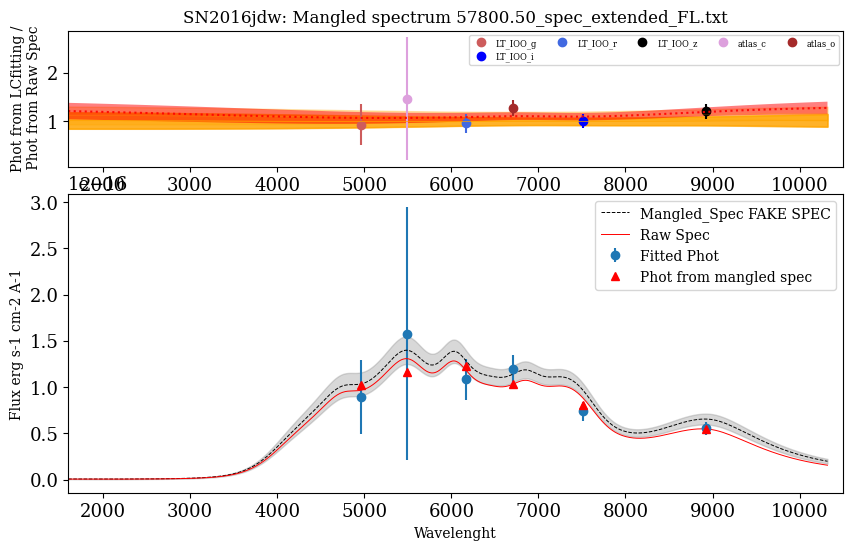 SN2016jdw: Mangled spectrum 57800.50_spec_extended_FL.txt
Phot from LCfitting /
Phot from Raw Spec
LT_IOO_g LT_IOO_r LT_IOO_z atlas_c atlas_o
LT_IOO_i
2
1
2000 3000 4000 5000 6000 7000 8000 9000 10000
1e−16
Mangled_Spec FAKE SPEC
Raw Spec
Fitted Phot
Phot from mangled spec
Flux erg s-1 cm-2 A-1
3.0
2.5
2.0
1.5
1.0
0.5
0.0
2000 3000 4000 5000 6000 7000 8000 9000 10000
Wavelenght